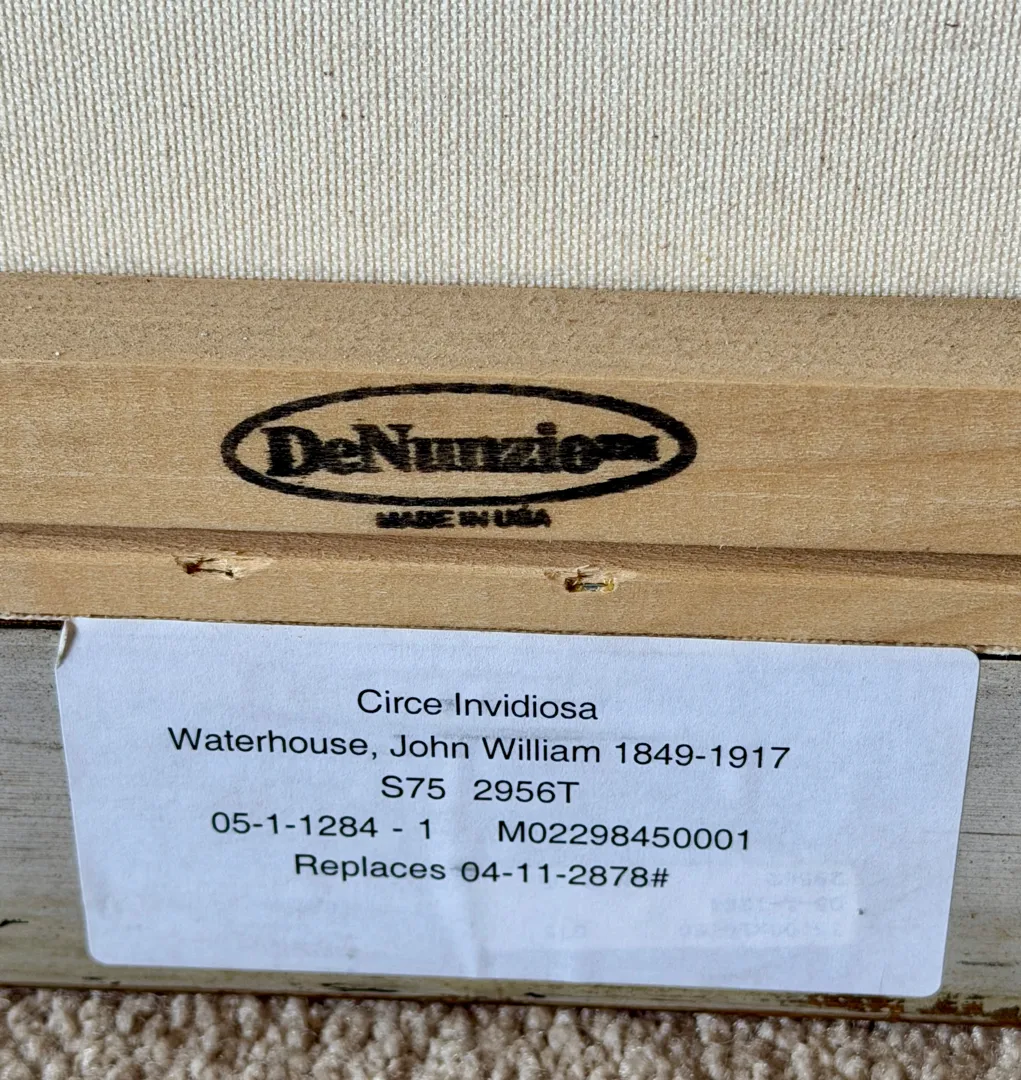 DeNunzio
MADE IN USA
Circe Invidiosa
Waterhouse, John William 1849-1917
S75 2956T
05-1-1284 - 1 M02298450001
Replaces 04-11-2878#